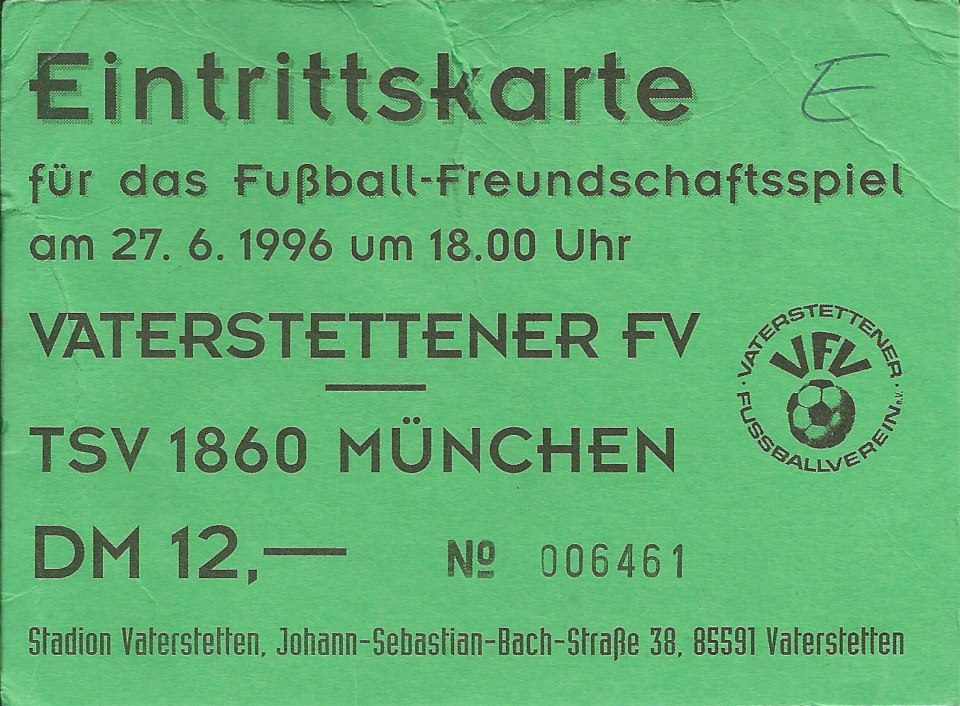 Eintrittskarte
E
für das Fußball-Freundschaftsspiel
am 27. 6. 1996 um 18.00 Uhr
VATERSTETTENER FV
—
TSV 1860 MÜNCHEN
VATERSTETTENER
VFV
FUSSBALLVEREIN e.V.
DM 12,—
Nº 006461
Stadion Vaterstetten, Johann-Sebastian-Bach-Straße 38, 85591 Vaterstetten